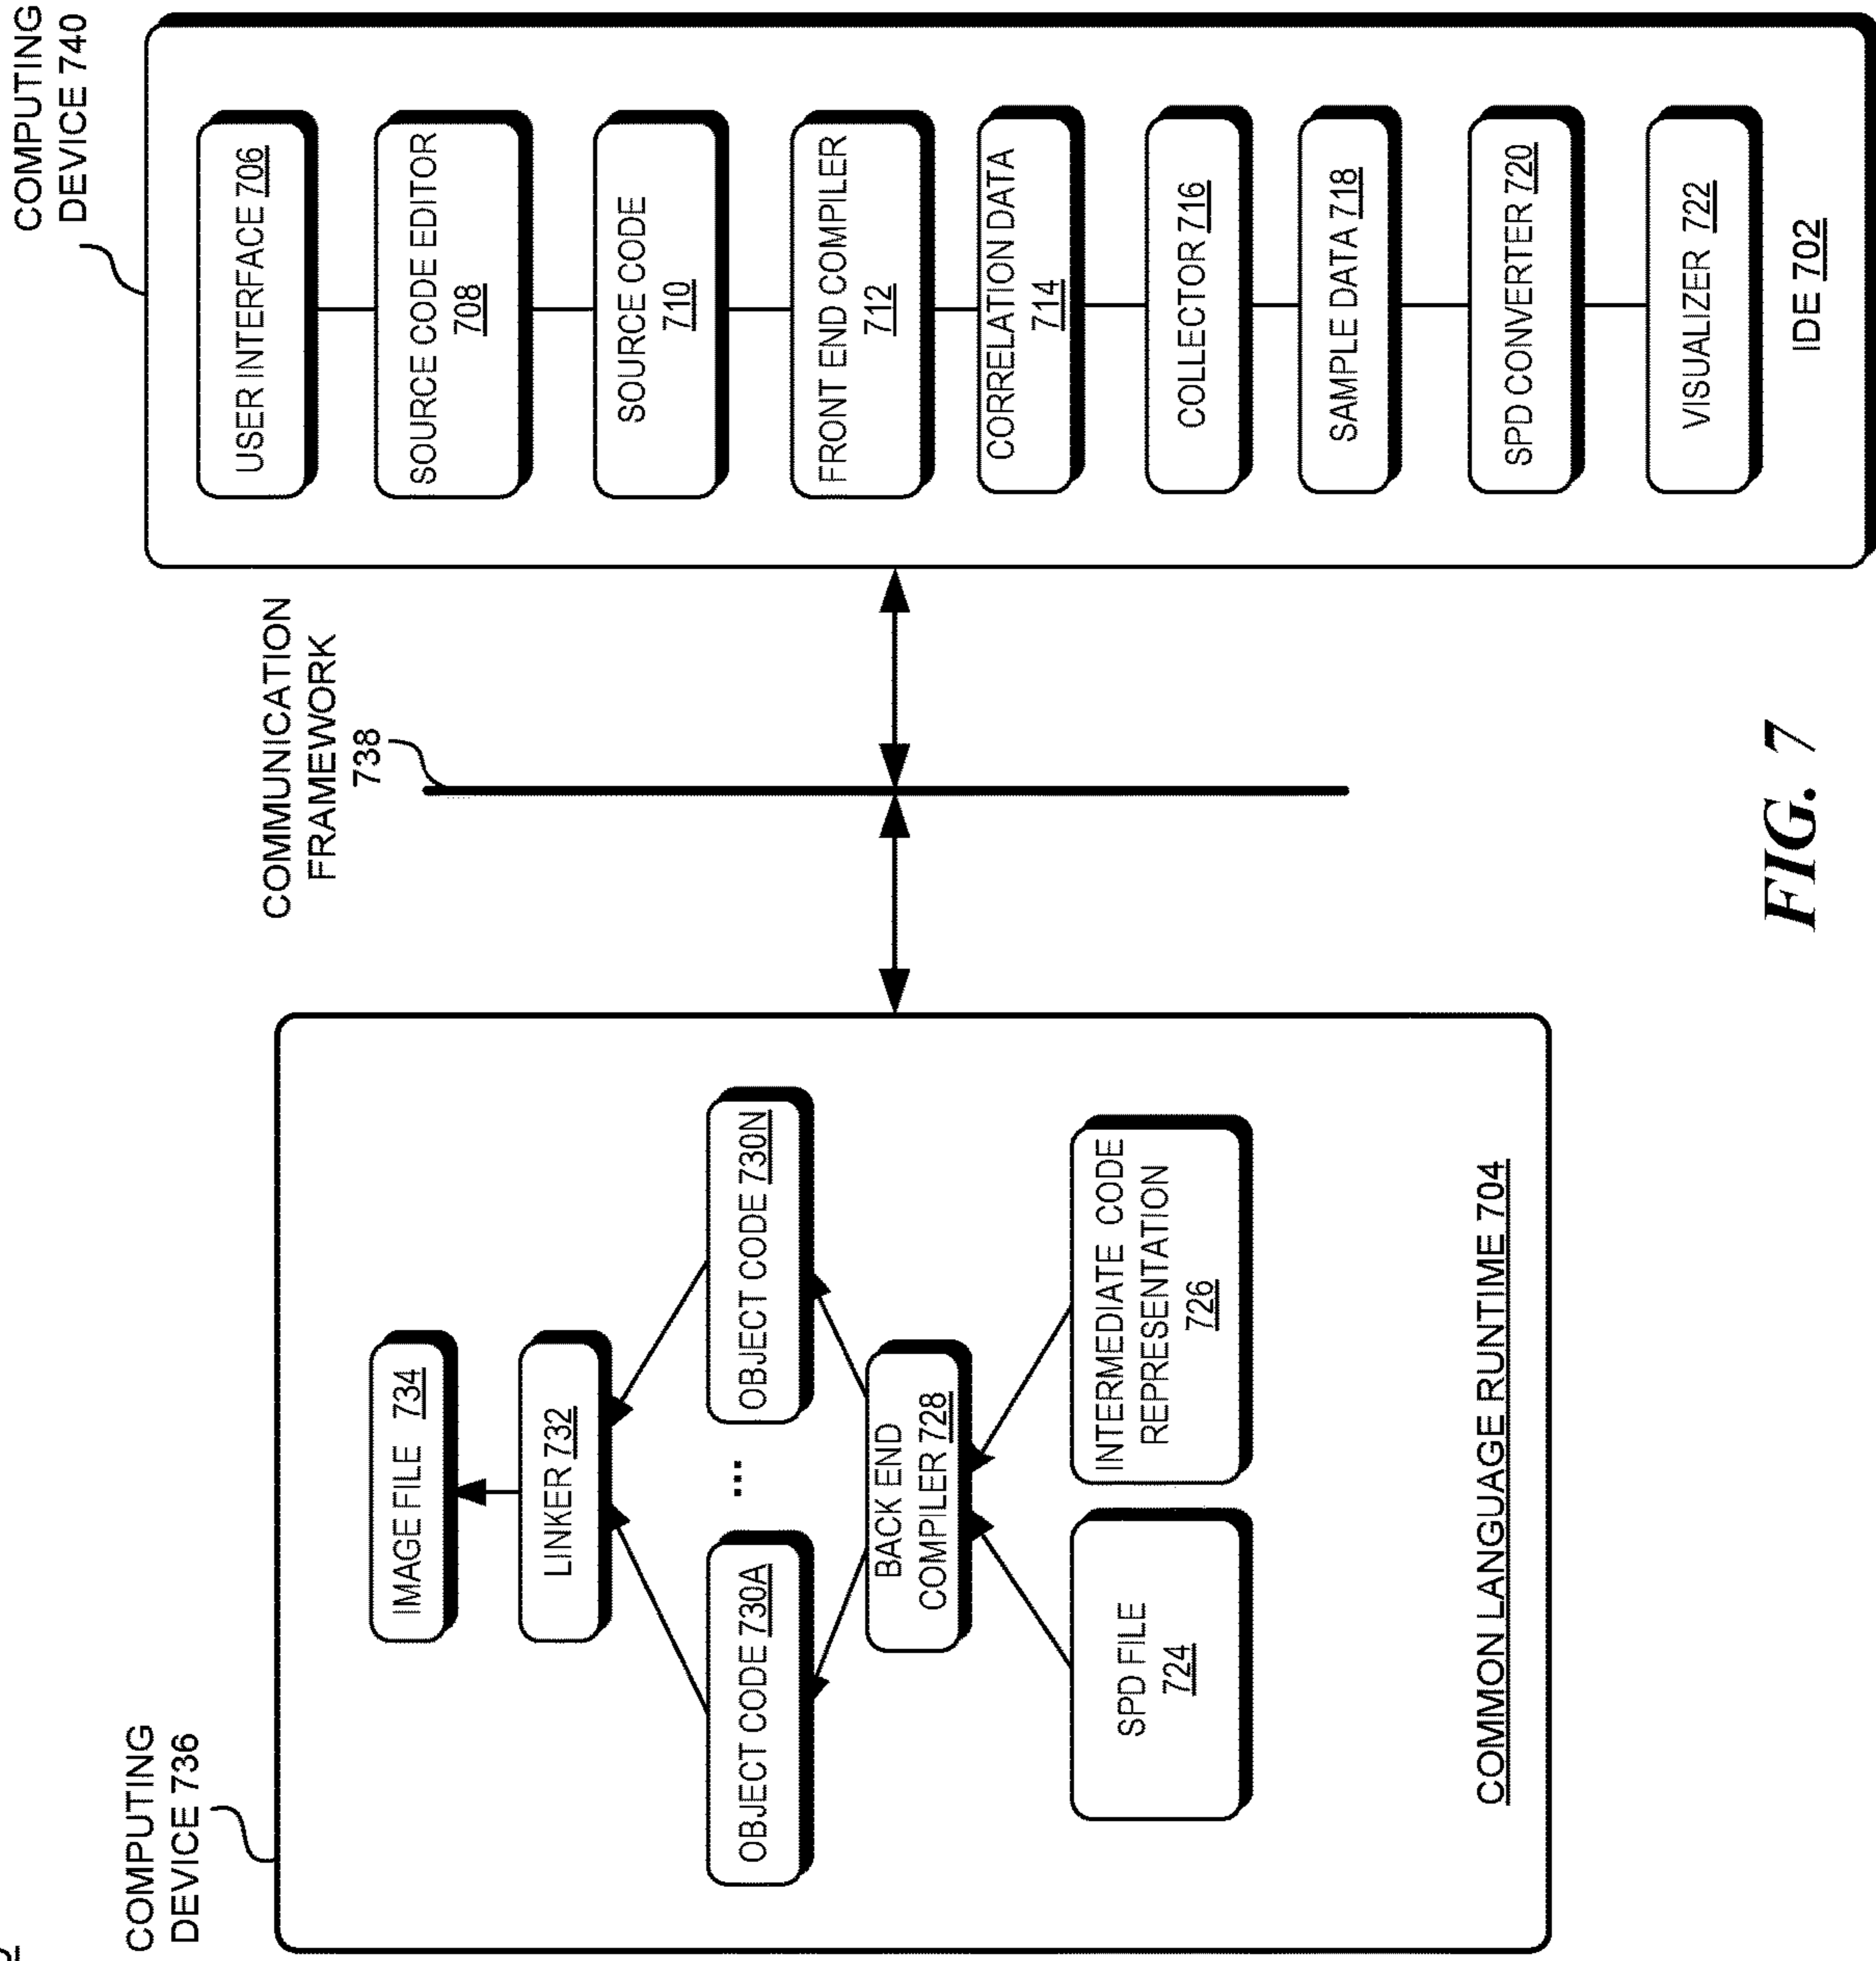 COMPUTING
DEVICE 736
IMAGE FILE 734
LINKER 732
OBJECT CODE 730A
...
OBJECT CODE 730N
BACK END
COMPILER 728
SPD FILE
724
INTERMEDIATE CODE
REPRESENTATION
726
COMMON LANGUAGE RUNTIME 704
COMMUNICATION
FRAMEWORK
738
COMPUTING
DEVICE 740
USER INTERFACE 706
SOURCE CODE EDITOR
708
SOURCE CODE
710
FRONT END COMPILER
712
CORRELATION DATA
714
COLLECTOR 716
SAMPLE DATA 718
SPD CONVERTER 720
VISUALIZER 722
IDE 702
FIG. 7